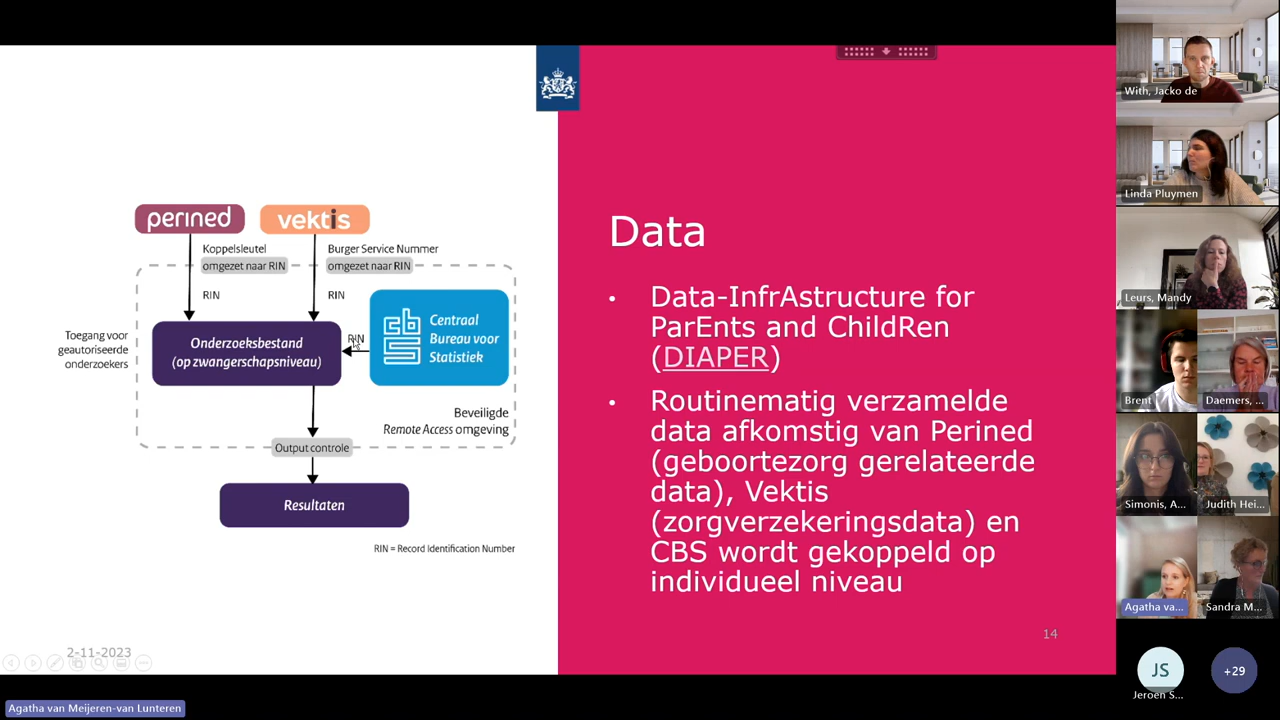 perined
vektis
Koppelsleutel
omgezet naar RIN
RIN
Burger Service Nummer
omgezet naar RIN
RIN
Toegang voor
geautoriseerde
onderzoekers
Onderzoeksbestand
(op zwangerschapsniveau)
RIN
Centraal
Bureau voor
Statistiek
Beveiligde
Remote Access omgeving
Output controle
Resultaten
RIN = Record Identification Number
2-11-2023
Data
• Data-InfrAstructure for
ParEnts and ChildRen
(DIAPER)
• Routinematig verzamelde
data afkomstig van Perined
(geboortezorg gerelateerde
data), Vektis
(zorgverzekeringsdata) en
CBS wordt gekoppeld op
individueel niveau
14
With, Jacko de
Linda Pluymen
Leurs, Mandy
Brent
Daemers, ...
Simonis, A...
Judith Hei...
Agatha va...
Sandra M...
JS
Jeroen S...
+29
Agatha van Meijeren-van Lunteren